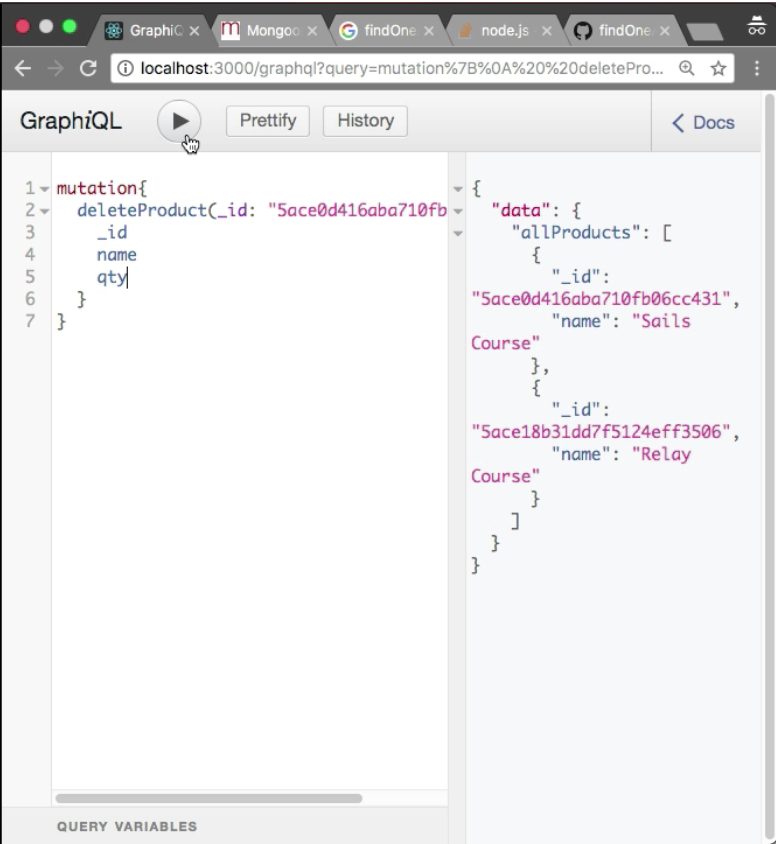 GraphiQ
Mongoo
findOne
node.js
findOne
localhost:3000/graphql?query=mutation%7B%0A%20%20deletePro...
GraphiQL
Prettify
History
Docs
1 mutation{
2 deleteProduct(_id: "5ace0d416aba710fb
3 _id
4 name
5 qty
6 }
7 }
{
"data": {
"allProducts": [
{
"_id":
"5ace0d416aba710fb06cc431",
"name": "Sails
Course"
},
{
"_id":
"5ace18b31dd7f5124eff3506",
"name": "Relay
Course"
}
]
}
}
QUERY VARIABLES